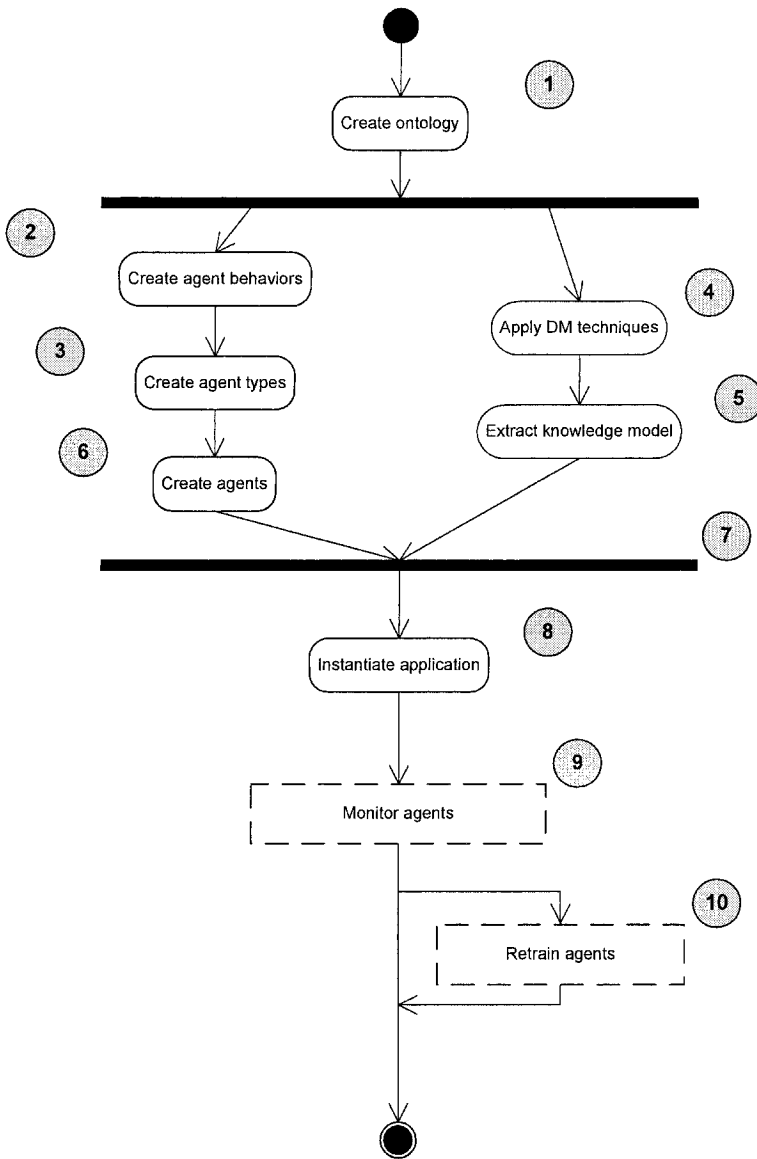 1
Create ontology
2
Create agent behaviors
4
Apply DM techniques
3
Create agent types
5
Extract knowledge model
6
Create agents
7
8
Instantiate application
9
Monitor agents
10
Retrain agents